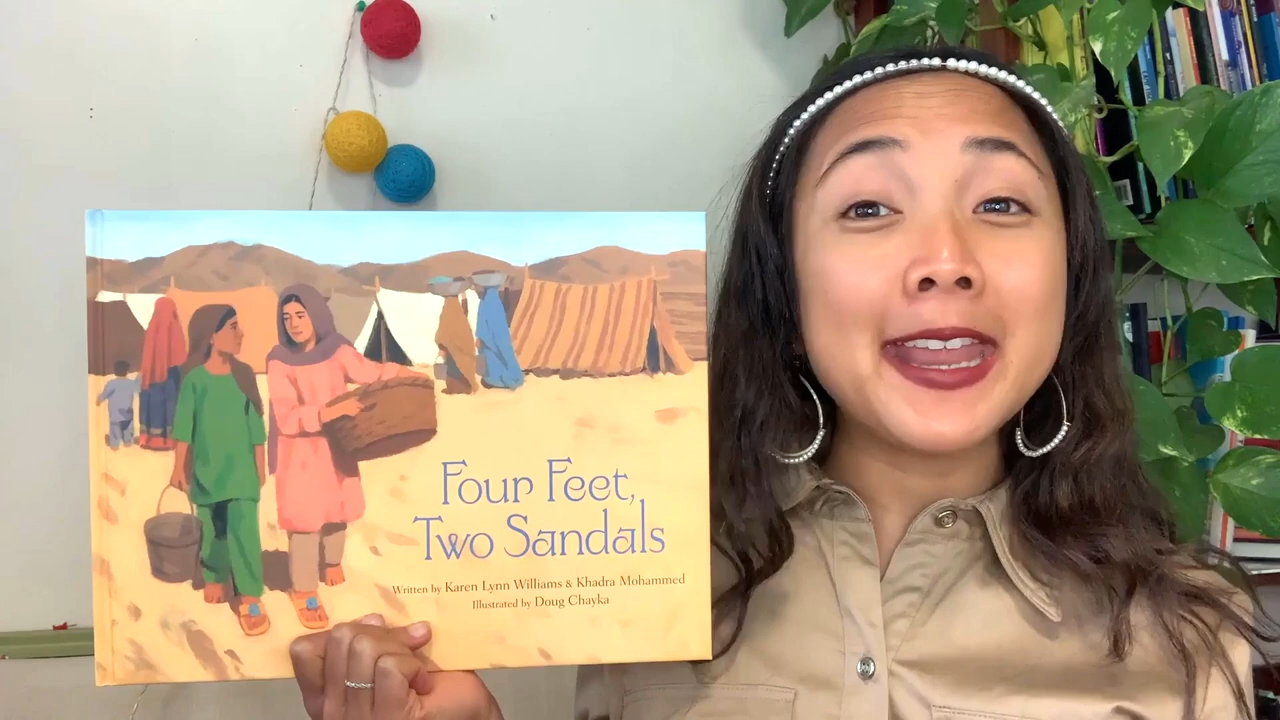 Four Feet,
Two Sandals
Written by Karen Lynn Williams & Khadra Mohammed
Illustrated by Doug Chayka